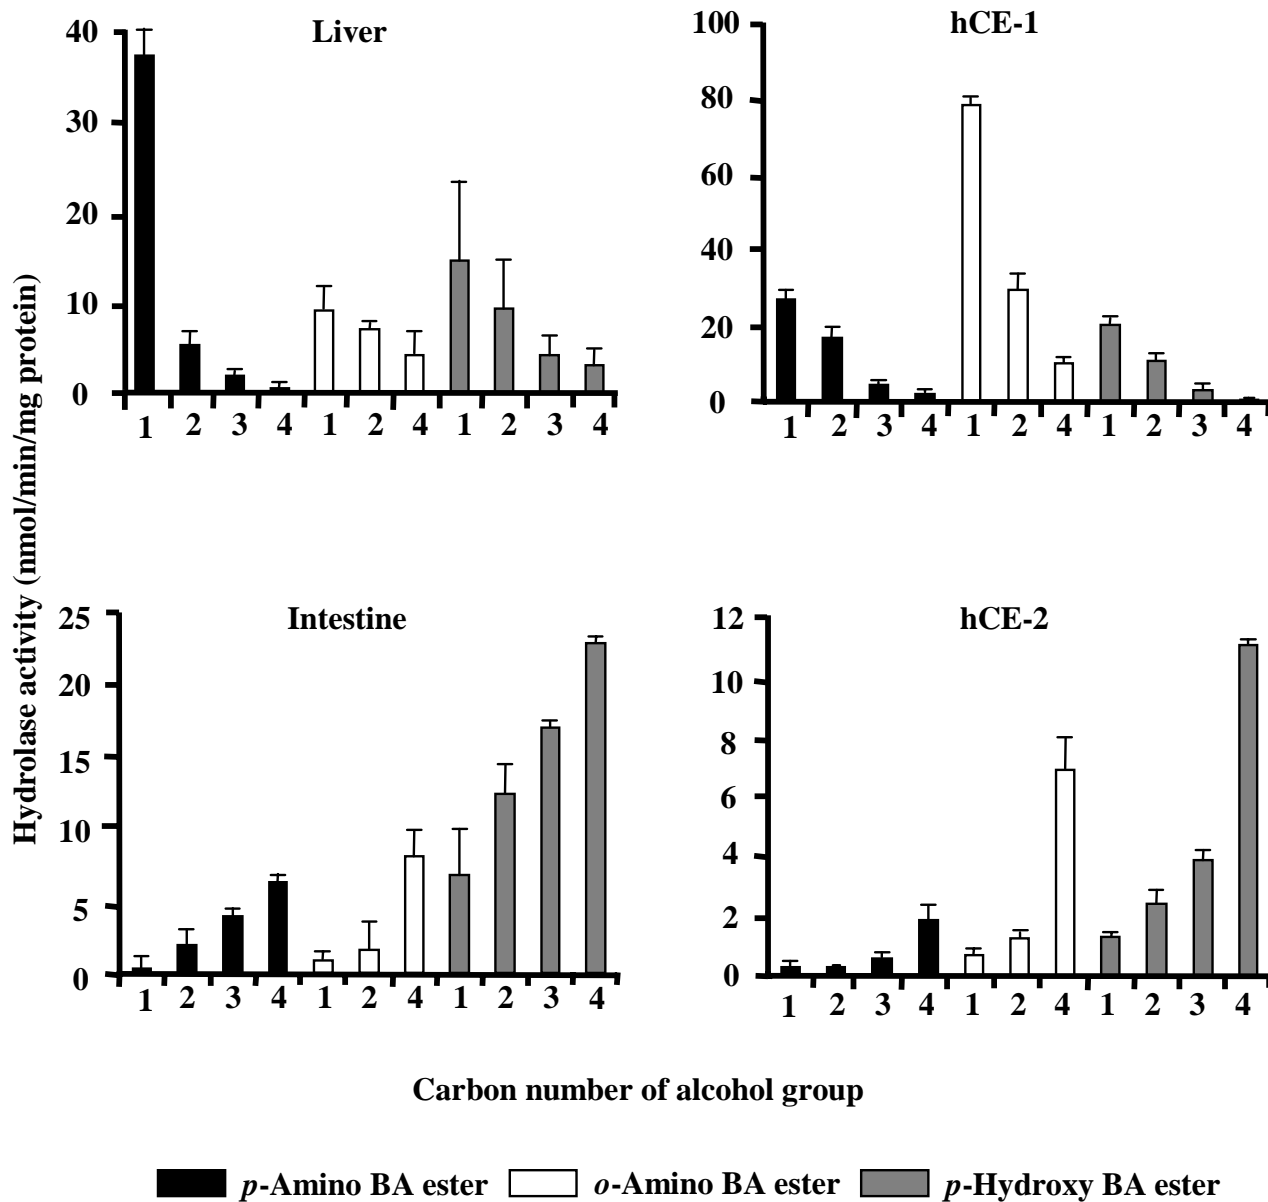 Liver
40
30
20
10
0
1 2 3 4 1 2 4 1 2 3 4
hCE-1
100
80
60
40
20
0
1 2 3 4 1 2 4 1 2 3 4
Hydrolase activity (nmol/min/mg protein)
Intestine
25
20
15
10
5
0
1 2 3 4 1 2 4 1 2 3 4
hCE-2
12
10
8
6
4
2
0
1 2 3 4 1 2 4 1 2 3 4
Carbon number of alcohol group
p-Amino BA ester o-Amino BA ester p-Hydroxy BA ester